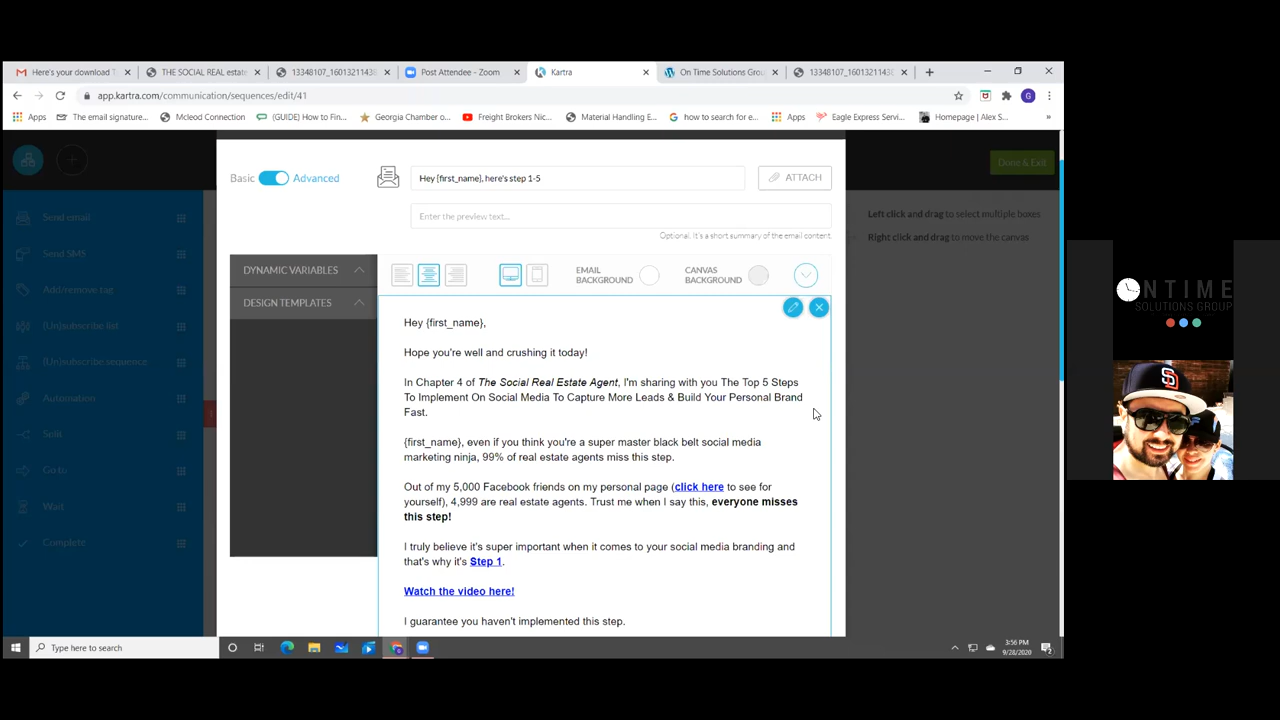 Here's your download T
THE SOCIAL REAL estate
13348107_16013211438
Post Attendee - Zoom
Kartra
On Time Solutions Grou
13348107_16013211438
app.kartra.com/communication/sequences/edit/41
Apps
The email signature...
Mcleod Connection
(GUIDE) How to Fin...
Georgia Chamber o...
Freight Brokers Nic...
Material Handling E...
how to search for e...
Apps
Eagle Express Servi...
Homepage | Alex S...
Basic
Advanced
Hey {first_name}, here's step 1-5
ATTACH
Done & Exit
Enter the preview text...
Optional. It's a short summary of the email content.
Left click and drag to select multiple boxes
Right click and drag to move the canvas
Send email
Send SMS
Add/remove tag
(Un)subscribe list
(Un)subscribe sequence
Automation
Split
Go to
Wait
Complete
DYNAMIC VARIABLES
DESIGN TEMPLATES
EMAIL
BACKGROUND
CANVAS
BACKGROUND
Hey {first_name},
Hope you're well and crushing it today!
In Chapter 4 of The Social Real Estate Agent, I'm sharing with you The Top 5 Steps
To Implement On Social Media To Capture More Leads & Build Your Personal Brand
Fast.
{first_name}, even if you think you're a super master black belt social media
marketing ninja, 99% of real estate agents miss this step.
Out of my 5,000 Facebook friends on my personal page (click here to see for
yourself), 4,999 are real estate agents. Trust me when I say this, everyone misses
this step!
I truly believe it's super important when it comes to your social media branding and
that's why it's Step 1.
Watch the video here!
I guarantee you haven't implemented this step.
NTIME
SOLUTIONS GROUP
Type here to search
3:56 PM
9/28/2020